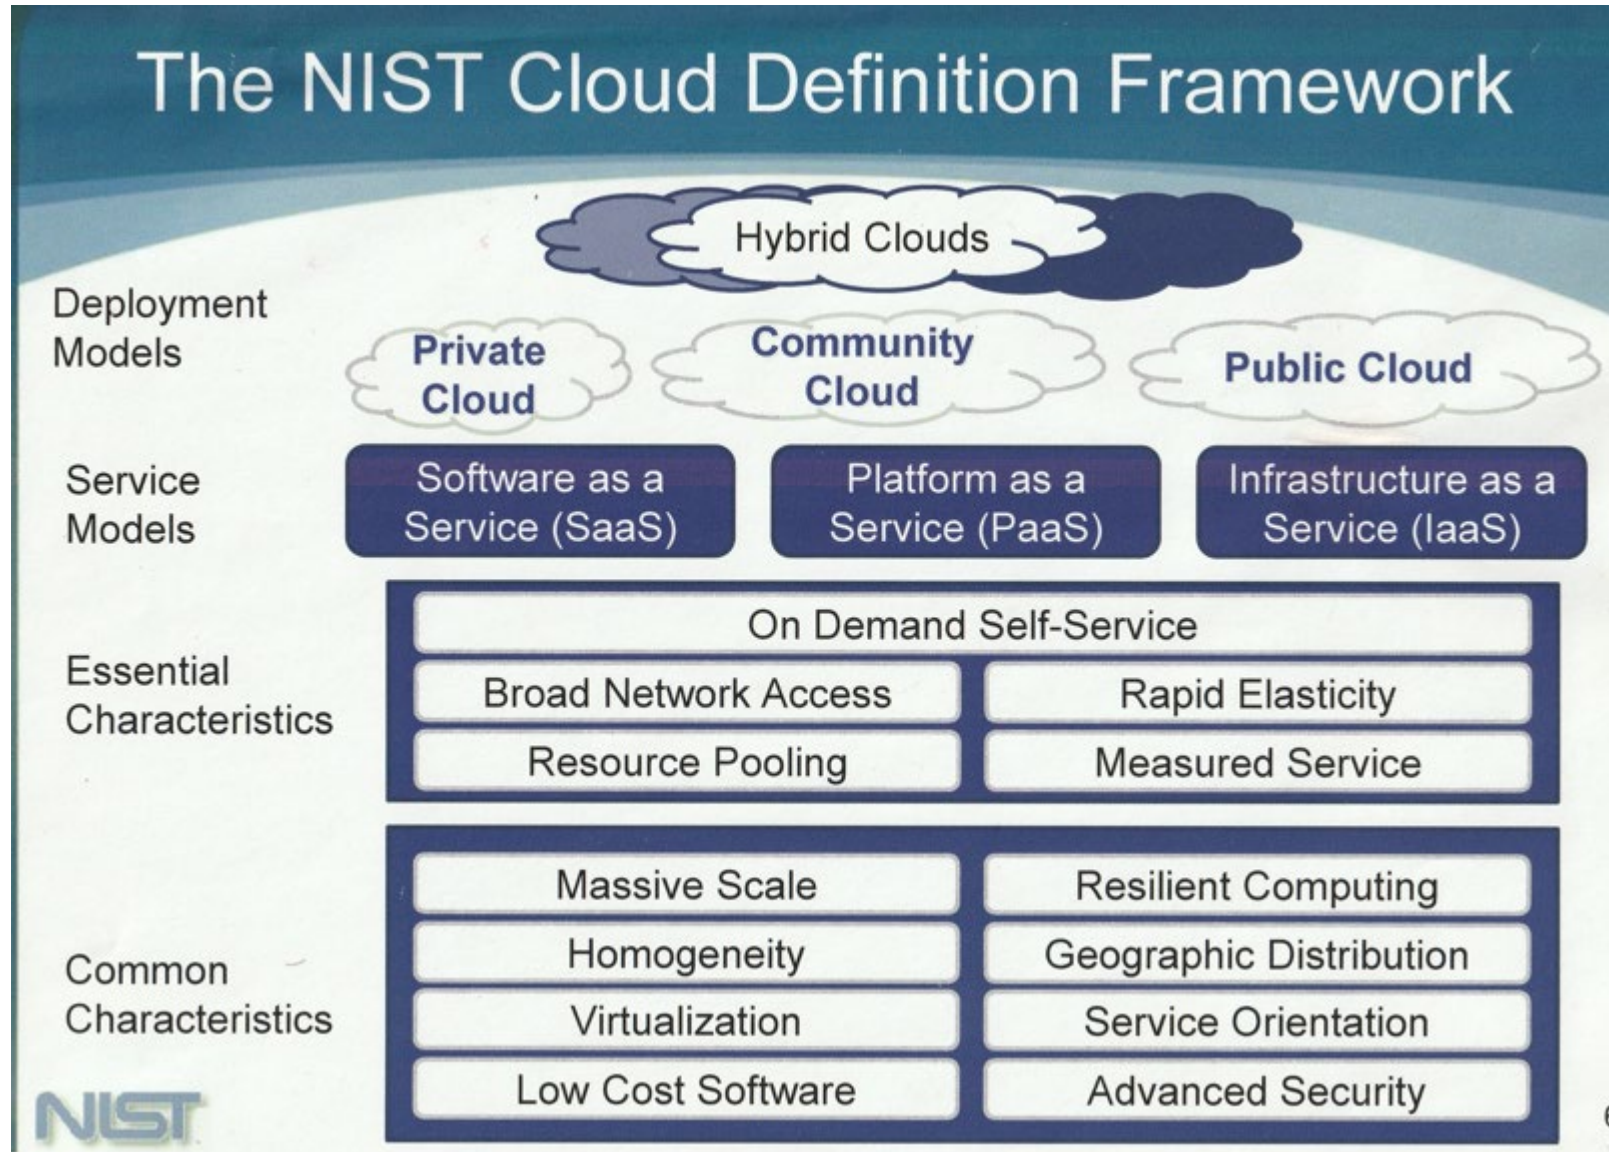 The NIST Cloud Definition Framework
Hybrid Clouds
Deployment
Models
Private
Cloud
Community
Cloud
Public Cloud
Service
Models
Software as a
Service (SaaS)
Platform as a
Service (PaaS)
Infrastructure as a
Service (IaaS)
Essential
Characteristics
On Demand Self-Service
Broad Network Access
Rapid Elasticity
Resource Pooling
Measured Service
Common
Characteristics
Massive Scale
Resilient Computing
Homogeneity
Geographic Distribution
Virtualization
Service Orientation
Low Cost Software
Advanced Security
NIST